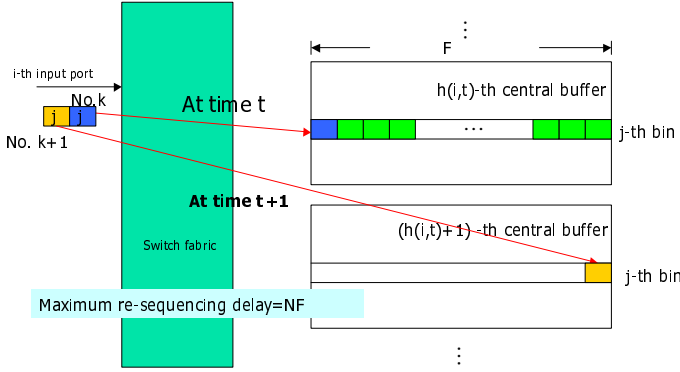 ⋮
F
i-th input port
h(i,t)-th central buffer
No.k
At time t
j j
...
j-th bin
No. k+1
At time t+1
(h(i,t)+1) -th central buffer
Switch fabric
j-th bin
Maximum re-sequencing delay=NF
⋮